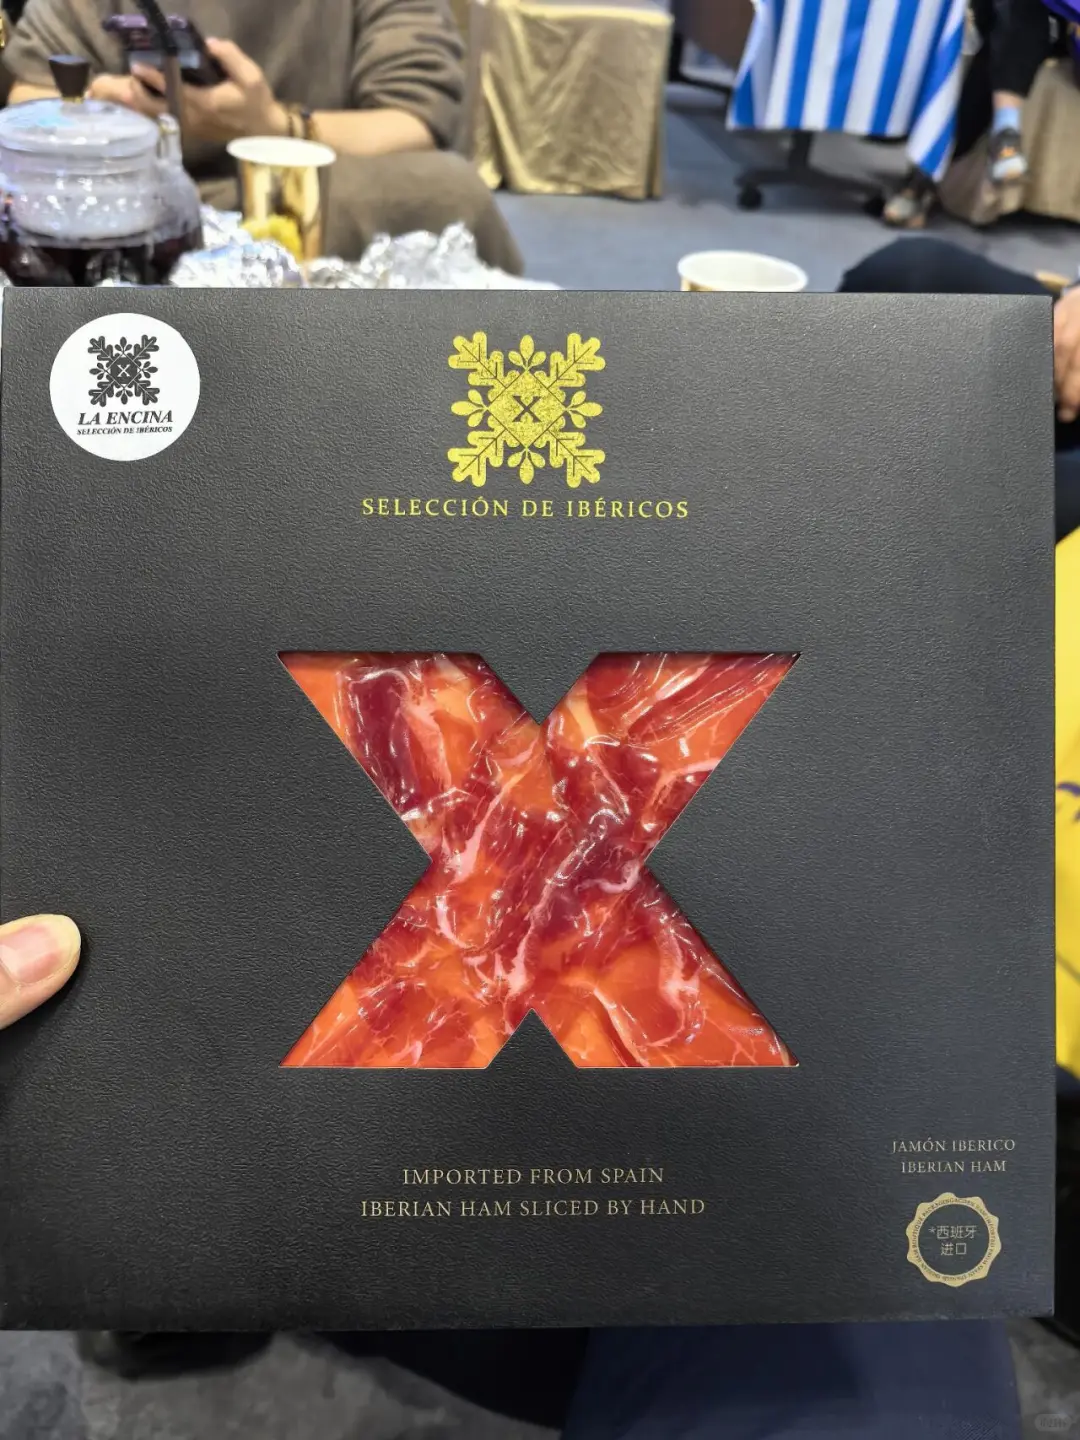 X
LA ENCINA
SELECCIÓN DE IBÉRICOS
X
SELECCIÓN DE IBÉRICOS
IMPORTED FROM SPAIN
IBERIAN HAM SLICED BY HAND
JAMÓN IBERICO
IBERIAN HAM
*西班牙
进口